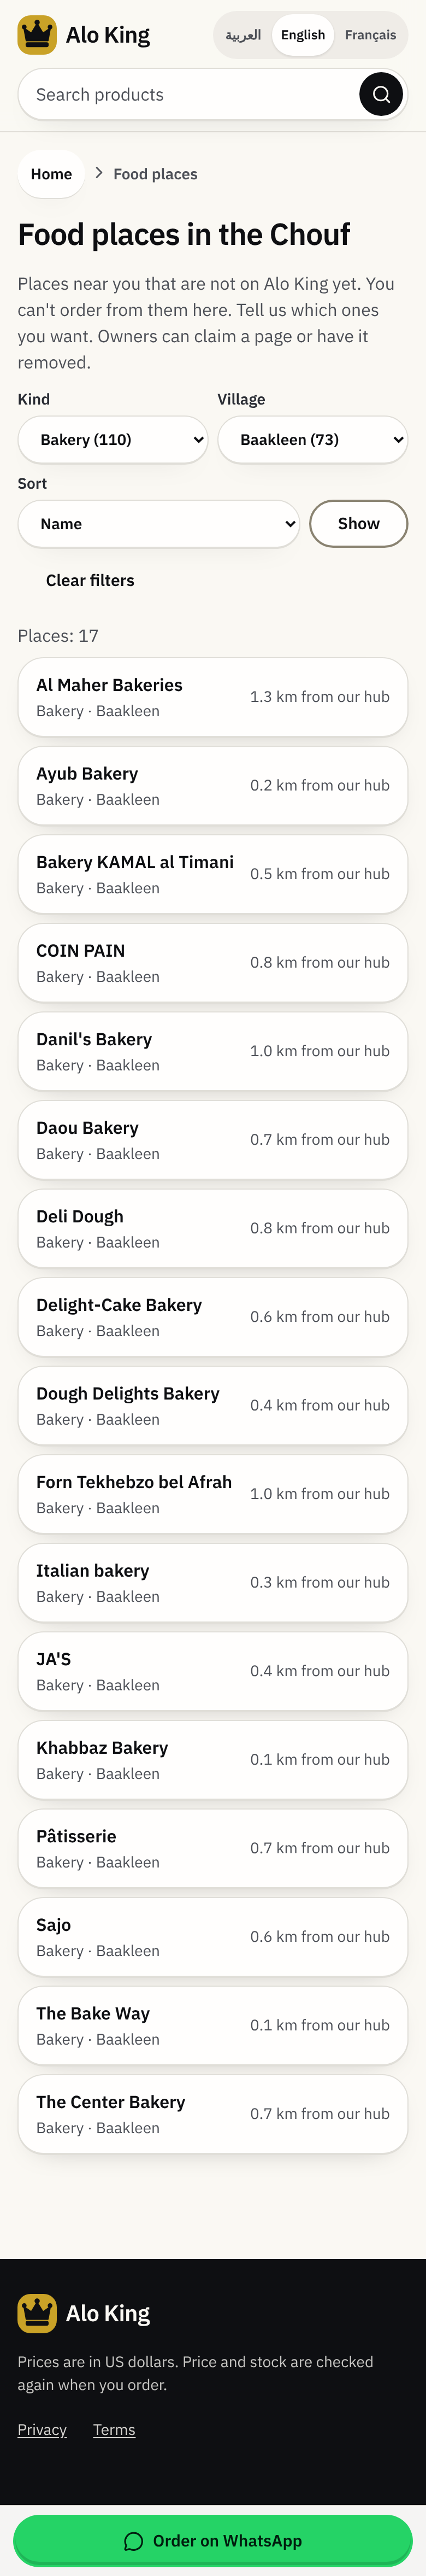 Alo King
العربية English Français
Search products
Home > Food places
Food places in the Chouf
Places near you that are not on Alo King yet. You
can't order from them here. Tell us which ones
you want. Owners can claim a page or have it
removed.
Kind Village
Bakery (110) Baakleen (73)
Sort
Name Show
Clear filters
Places: 17
Al Maher Bakeries
Bakery · Baakleen
1.3 km from our hub
Ayub Bakery
Bakery · Baakleen
0.2 km from our hub
Bakery KAMAL al Timani
Bakery · Baakleen
0.5 km from our hub
COIN PAIN
Bakery · Baakleen
0.8 km from our hub
Danil's Bakery
Bakery · Baakleen
1.0 km from our hub
Daou Bakery
Bakery · Baakleen
0.7 km from our hub
Deli Dough
Bakery · Baakleen
0.8 km from our hub
Delight-Cake Bakery
Bakery · Baakleen
0.6 km from our hub
Dough Delights Bakery
Bakery · Baakleen
0.4 km from our hub
Forn Tekhebzo bel Afrah
Bakery · Baakleen
1.0 km from our hub
Italian bakery
Bakery · Baakleen
0.3 km from our hub
JA'S
Bakery · Baakleen
0.4 km from our hub
Khabbaz Bakery
Bakery · Baakleen
0.1 km from our hub
Pâtisserie
Bakery · Baakleen
0.7 km from our hub
Sajo
Bakery · Baakleen
0.6 km from our hub
The Bake Way
Bakery · Baakleen
0.1 km from our hub
The Center Bakery
Bakery · Baakleen
0.7 km from our hub
Alo King
Prices are in US dollars. Price and stock are checked
again when you order.
Privacy Terms
Order on WhatsApp